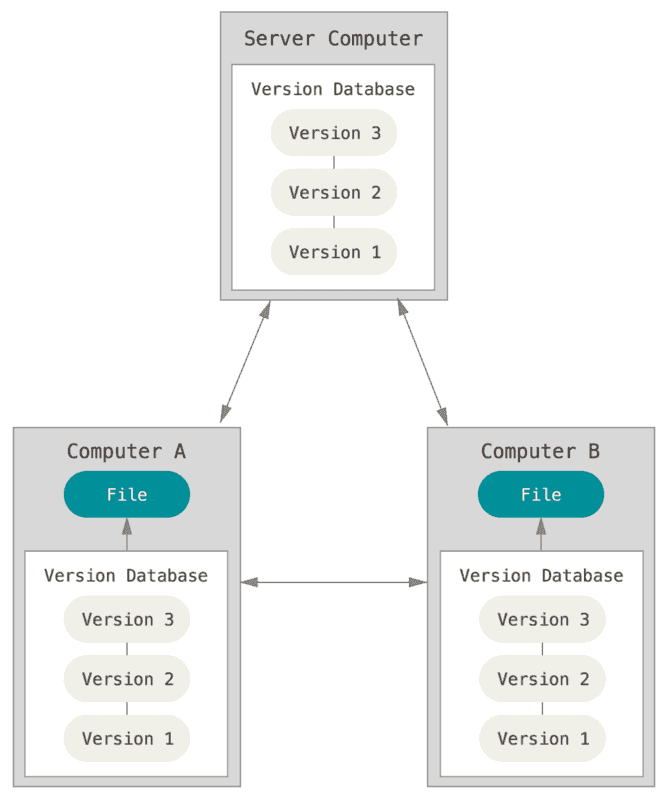 Server Computer
Version Database
Version 3
Version 2
Version 1
Computer A
File
Version Database
Version 3
Version 2
Version 1
Computer B
File
Version Database
Version 3
Version 2
Version 1